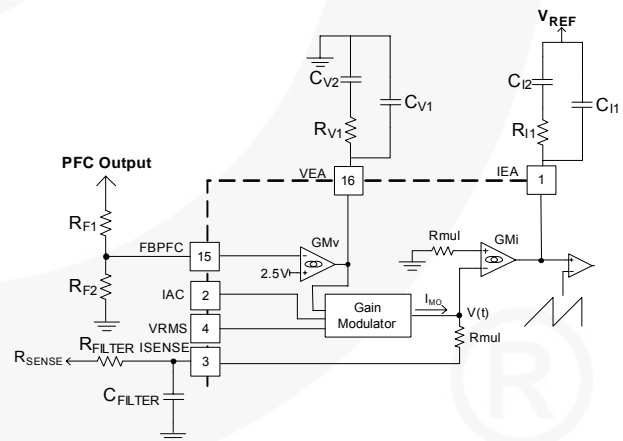 VREF
CV2
CV1
RV1
CI2
CI1
RI1
PFC Output
VEA
16
IEA
1
RF1
FBPFC
15
RF2
GMv
2.5V
-
+
Rmul
GMi
+
-
+
-
IAC
2
VRMS
4
Gain
Modulator
IMO
V(t)
Rmul
RSENSE
RFILTER
ISENSE
3
CFILTER
®